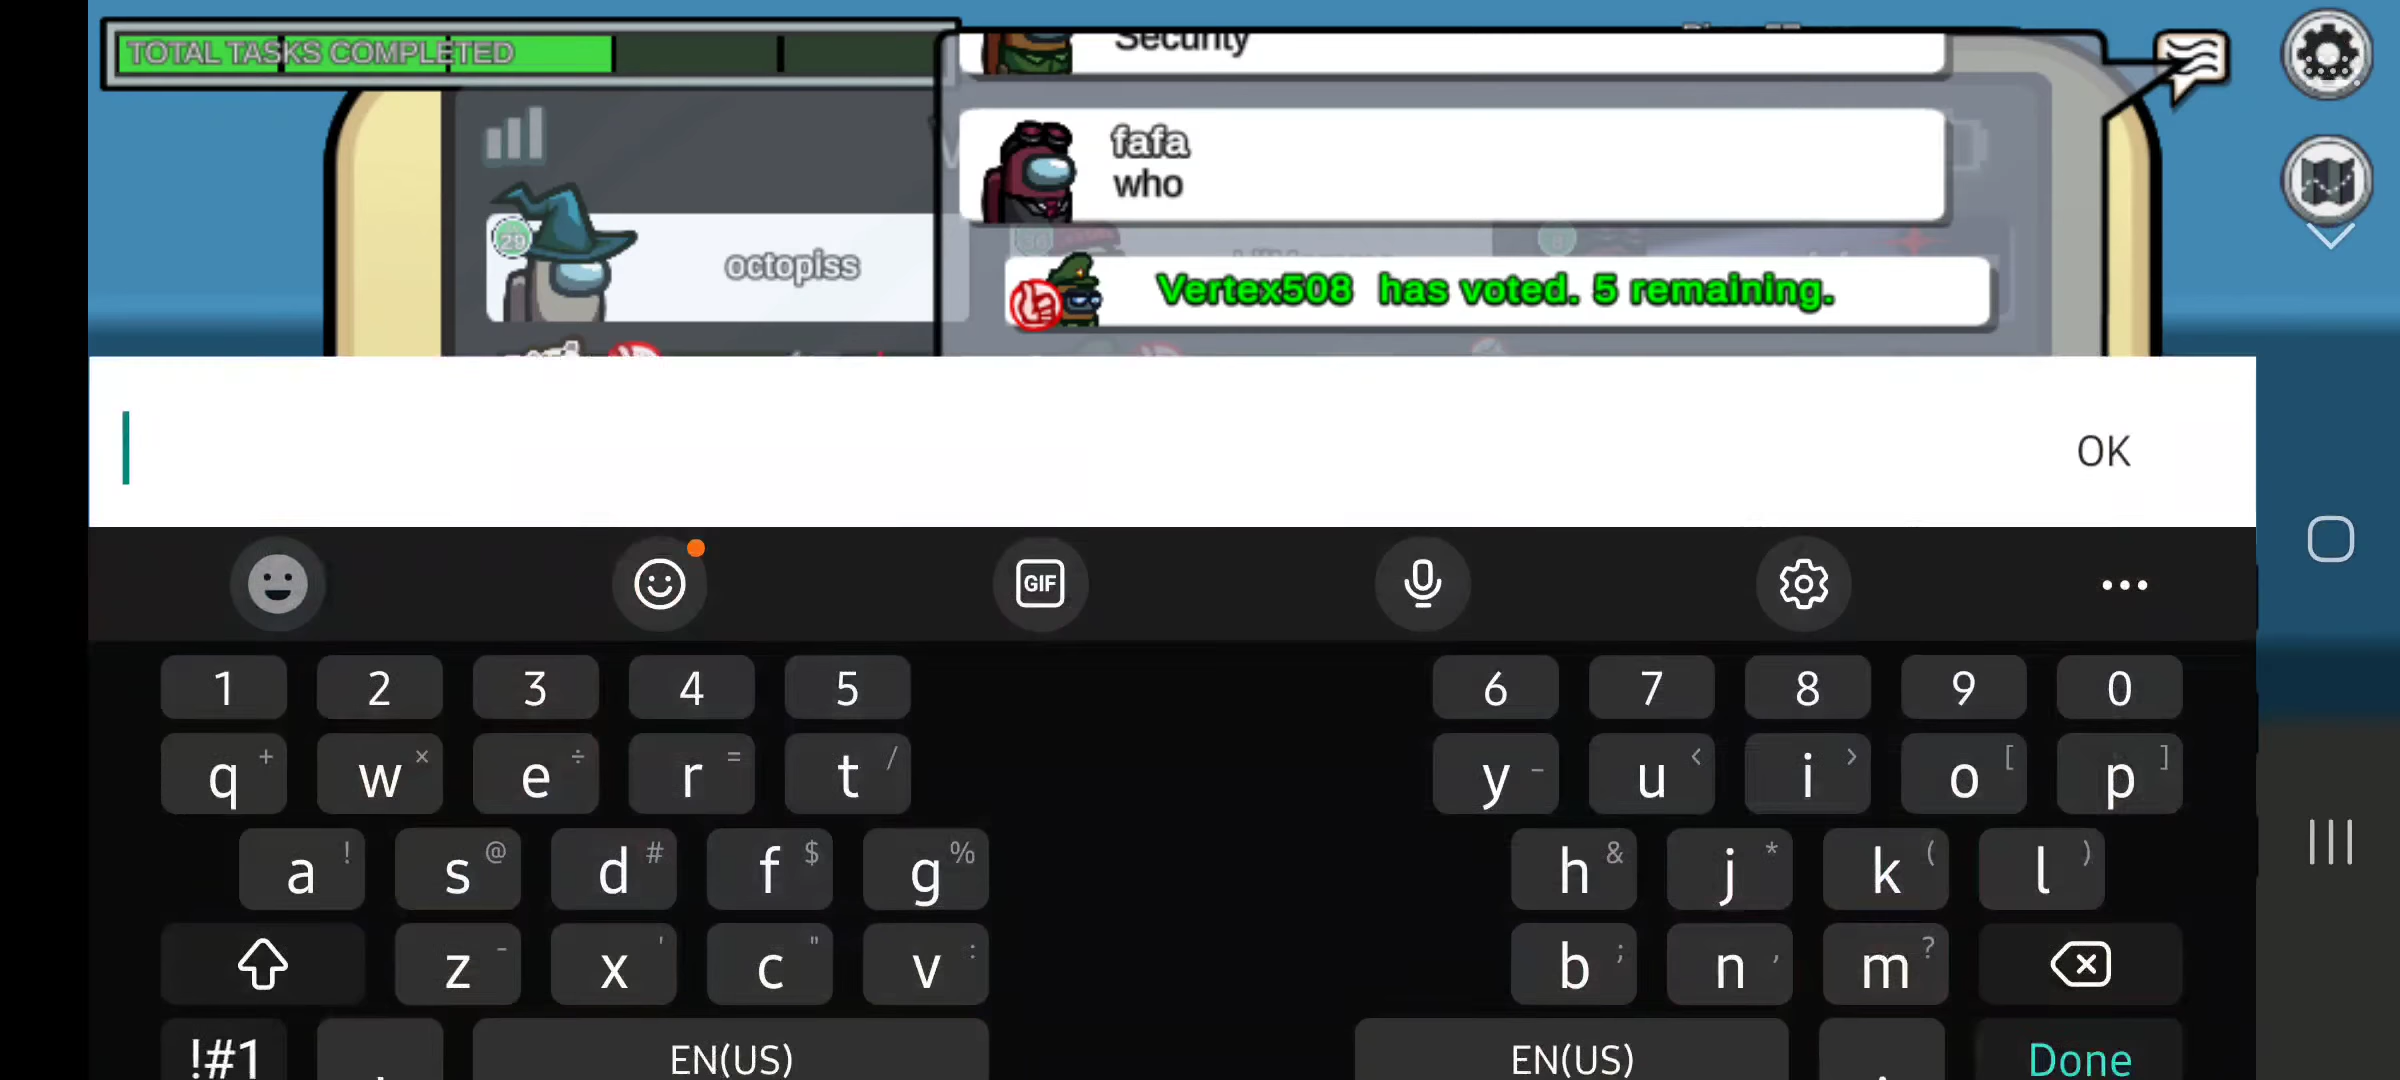 TOTAL TASKS COMPLETED
Security
fafa
who
29
octopiss
Vertex508 has voted. 5 remaining.
OK
GIF
1 2 3 4 5 6 7 8 9 0
q + w × e ÷ r = t / y - u < i > o [ p ]
a ! s @ d # f $ g % h & j * k ( l )
z - x ' c " v : b ; n , m ?
!#1 , EN(US) EN(US) . Done